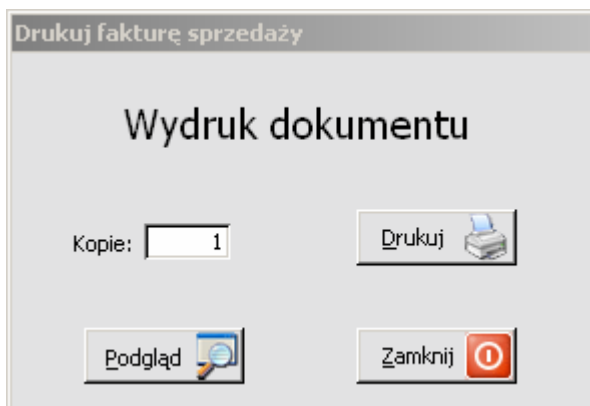 Drukuj fakturę sprzedaży
Wydruk dokumentu
Kopie: 1
Drukuj
Podgląd
Zamknij